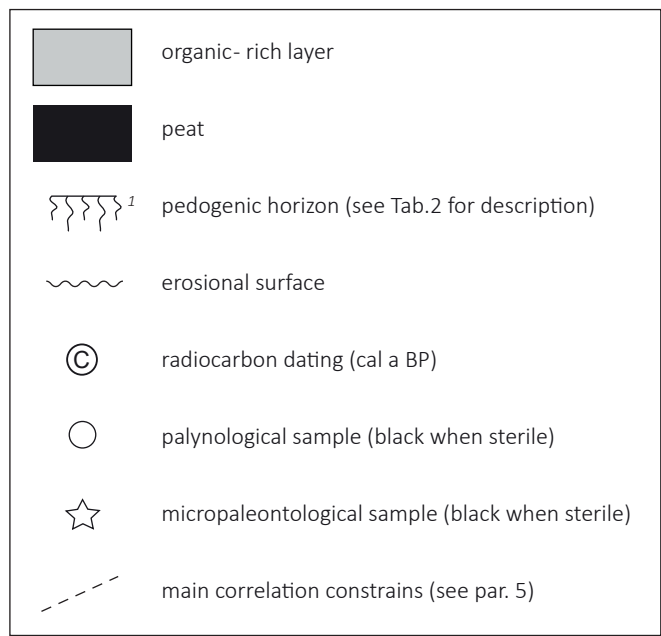 organic- rich layer
peat
1 pedogenic horizon (see Tab.2 for description)
erosional surface
C radiocarbon dating (cal a BP)
palynological sample (black when sterile)
micropaleontological sample (black when sterile)
main correlation constrains (see par. 5)